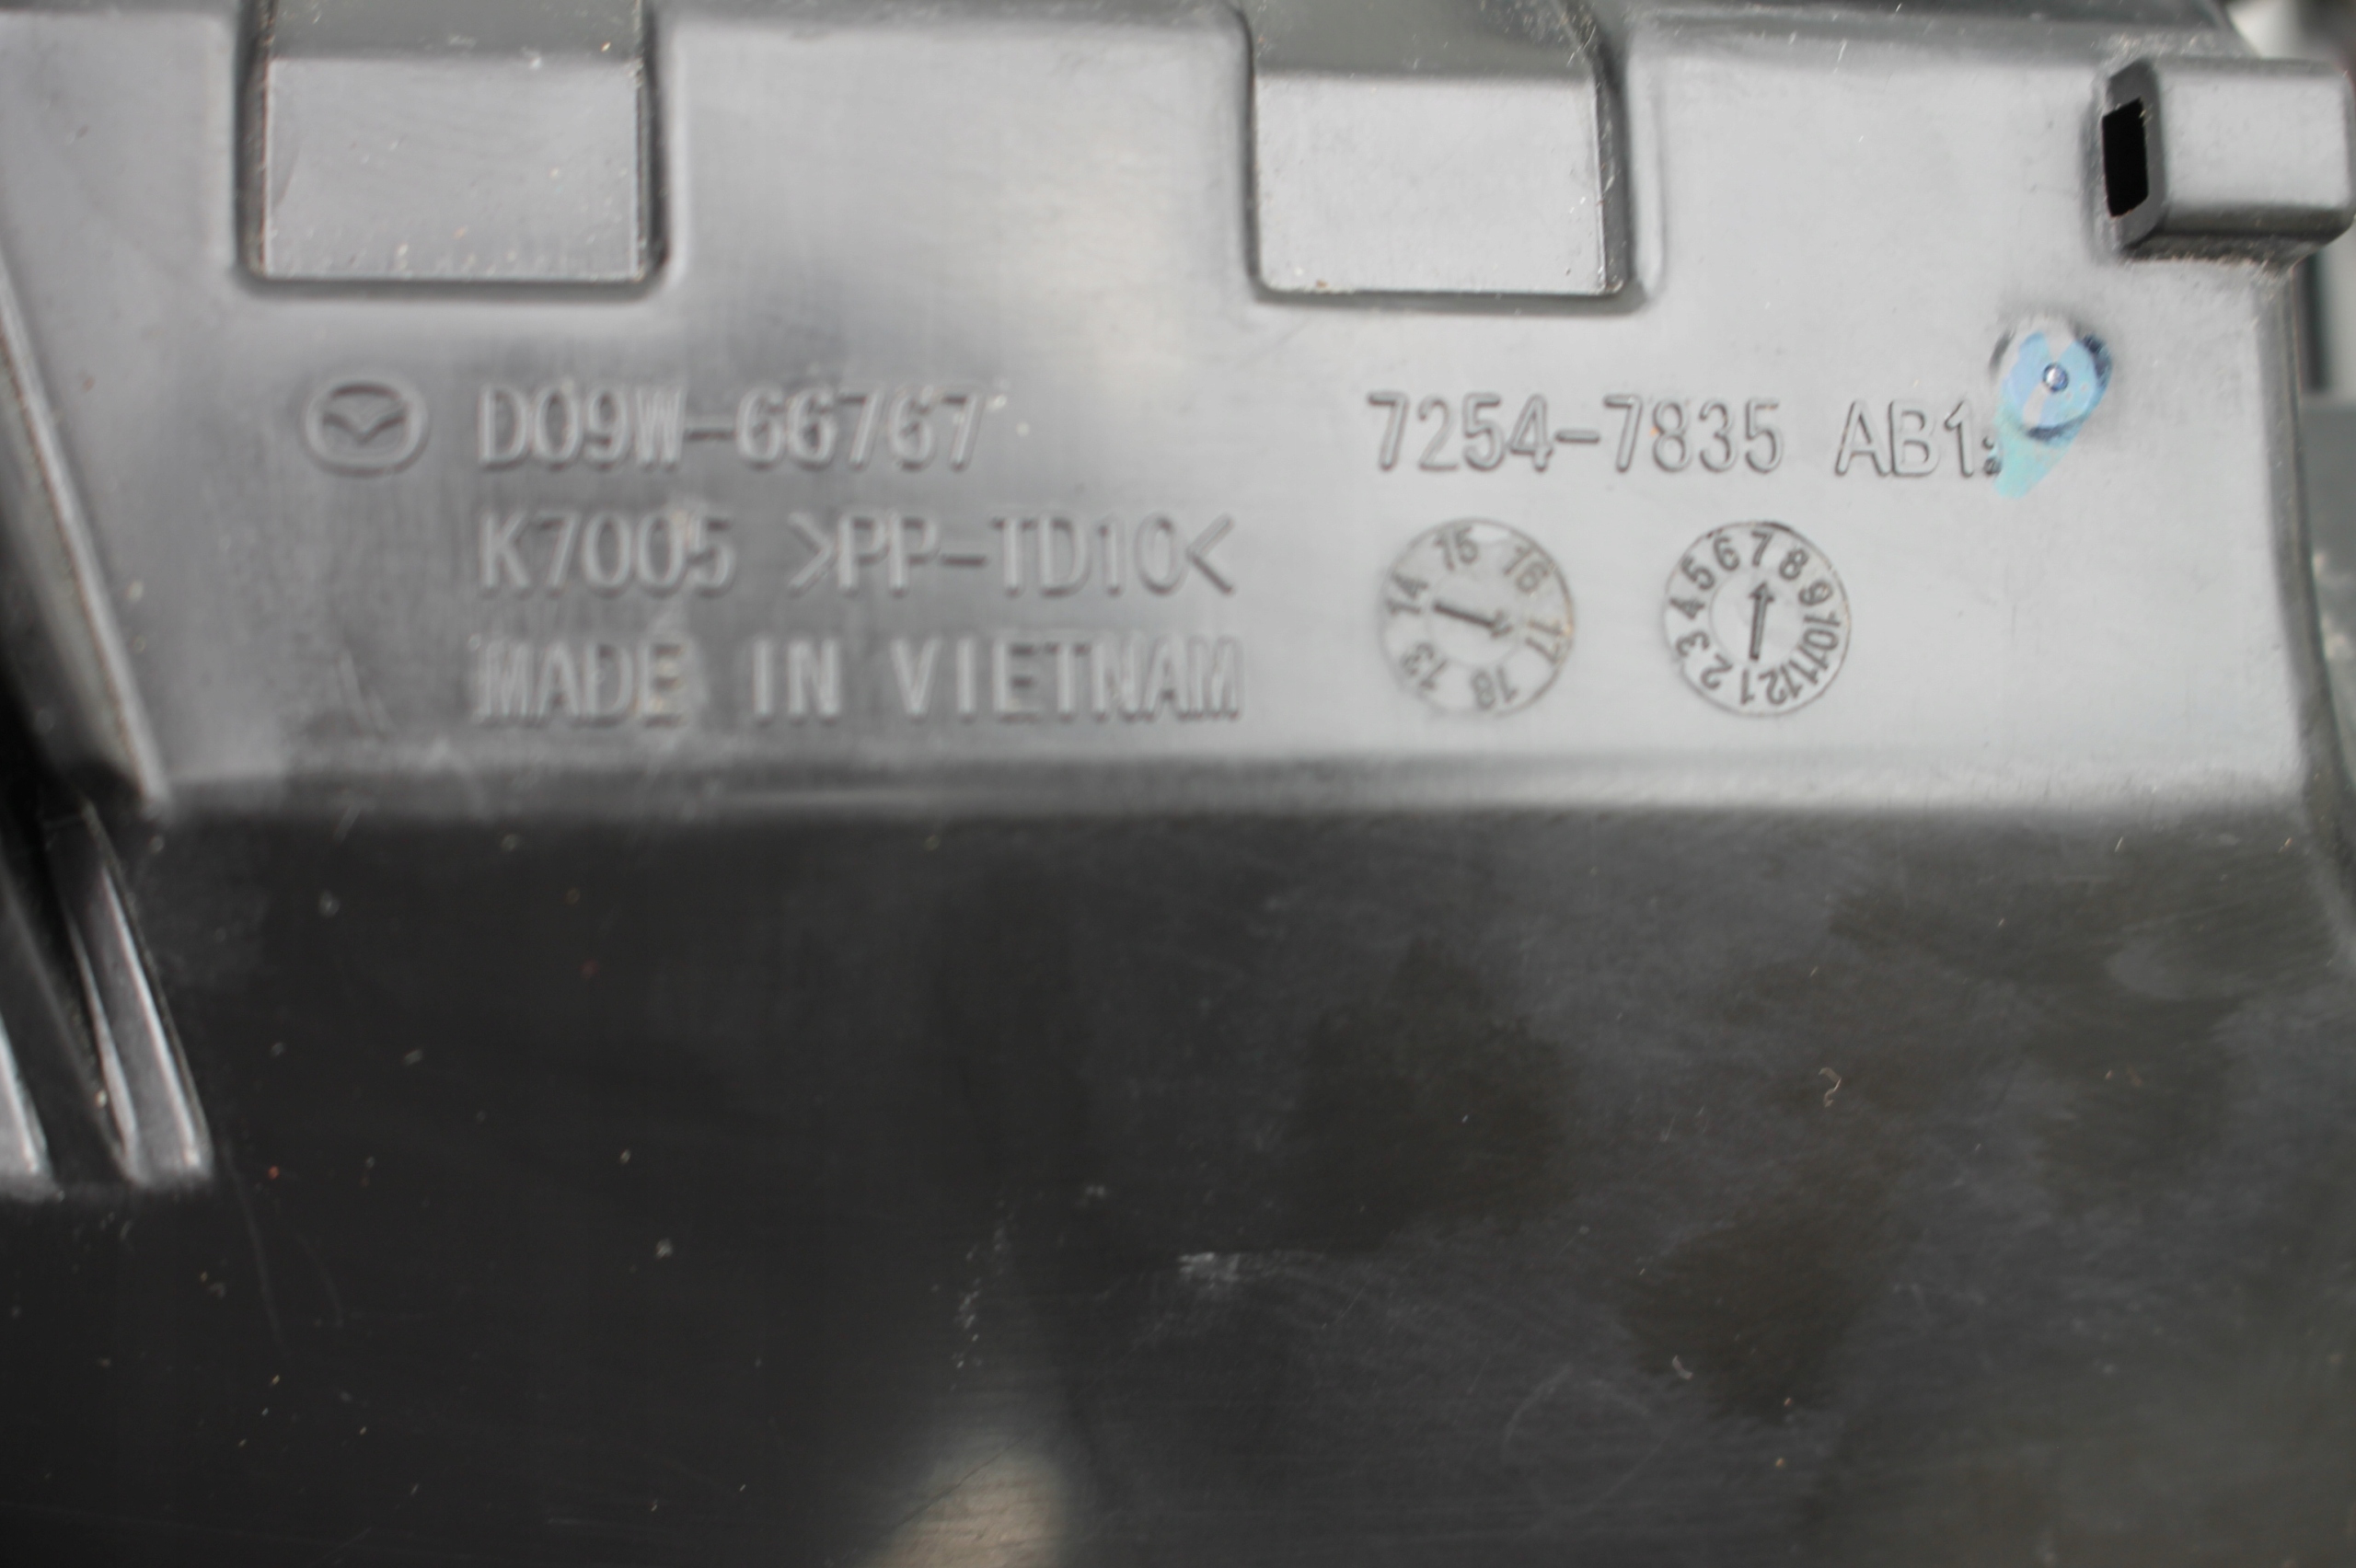 D09W-66767 7254-7835 AB1
K7005 >PP-TD10<
MADE IN VIETNAM
13 14 15 16 17 18
1 2 3 4 5 6 7 8 9 10 11 12